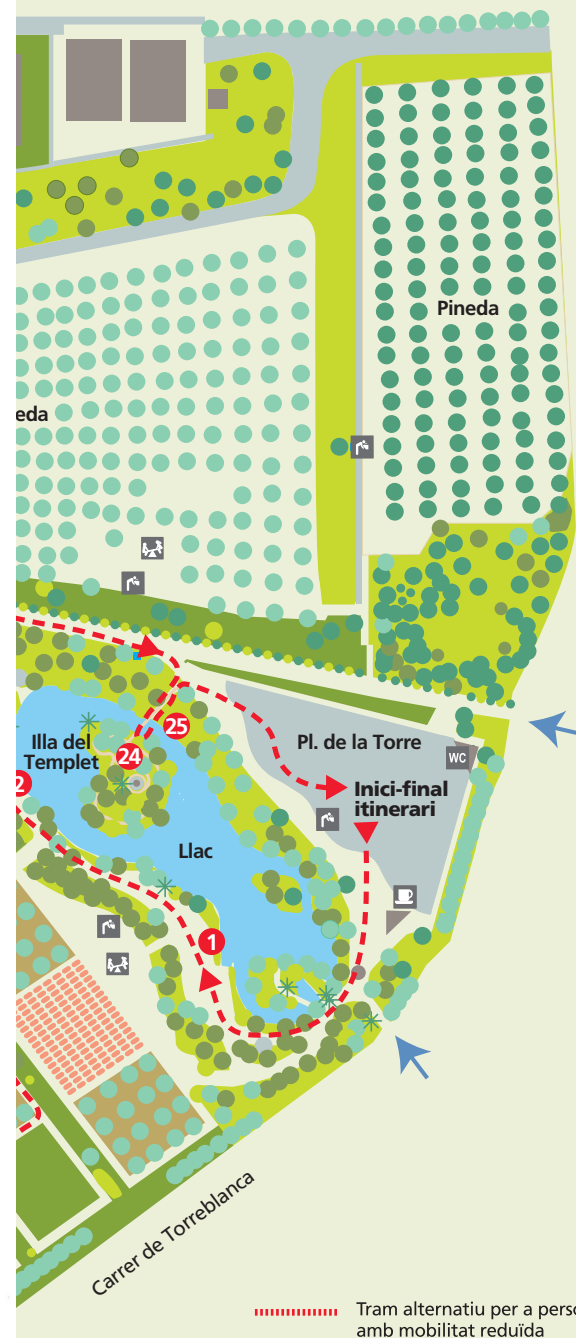 Pineda
eda
25
24
Illa del
Templet
Pl. de la Torre
WC
2
Inici-final
itinerari
Llac
1
Carrer de Torreblanca
Tram alternatiu per a perso
amb mobilitat reduïda